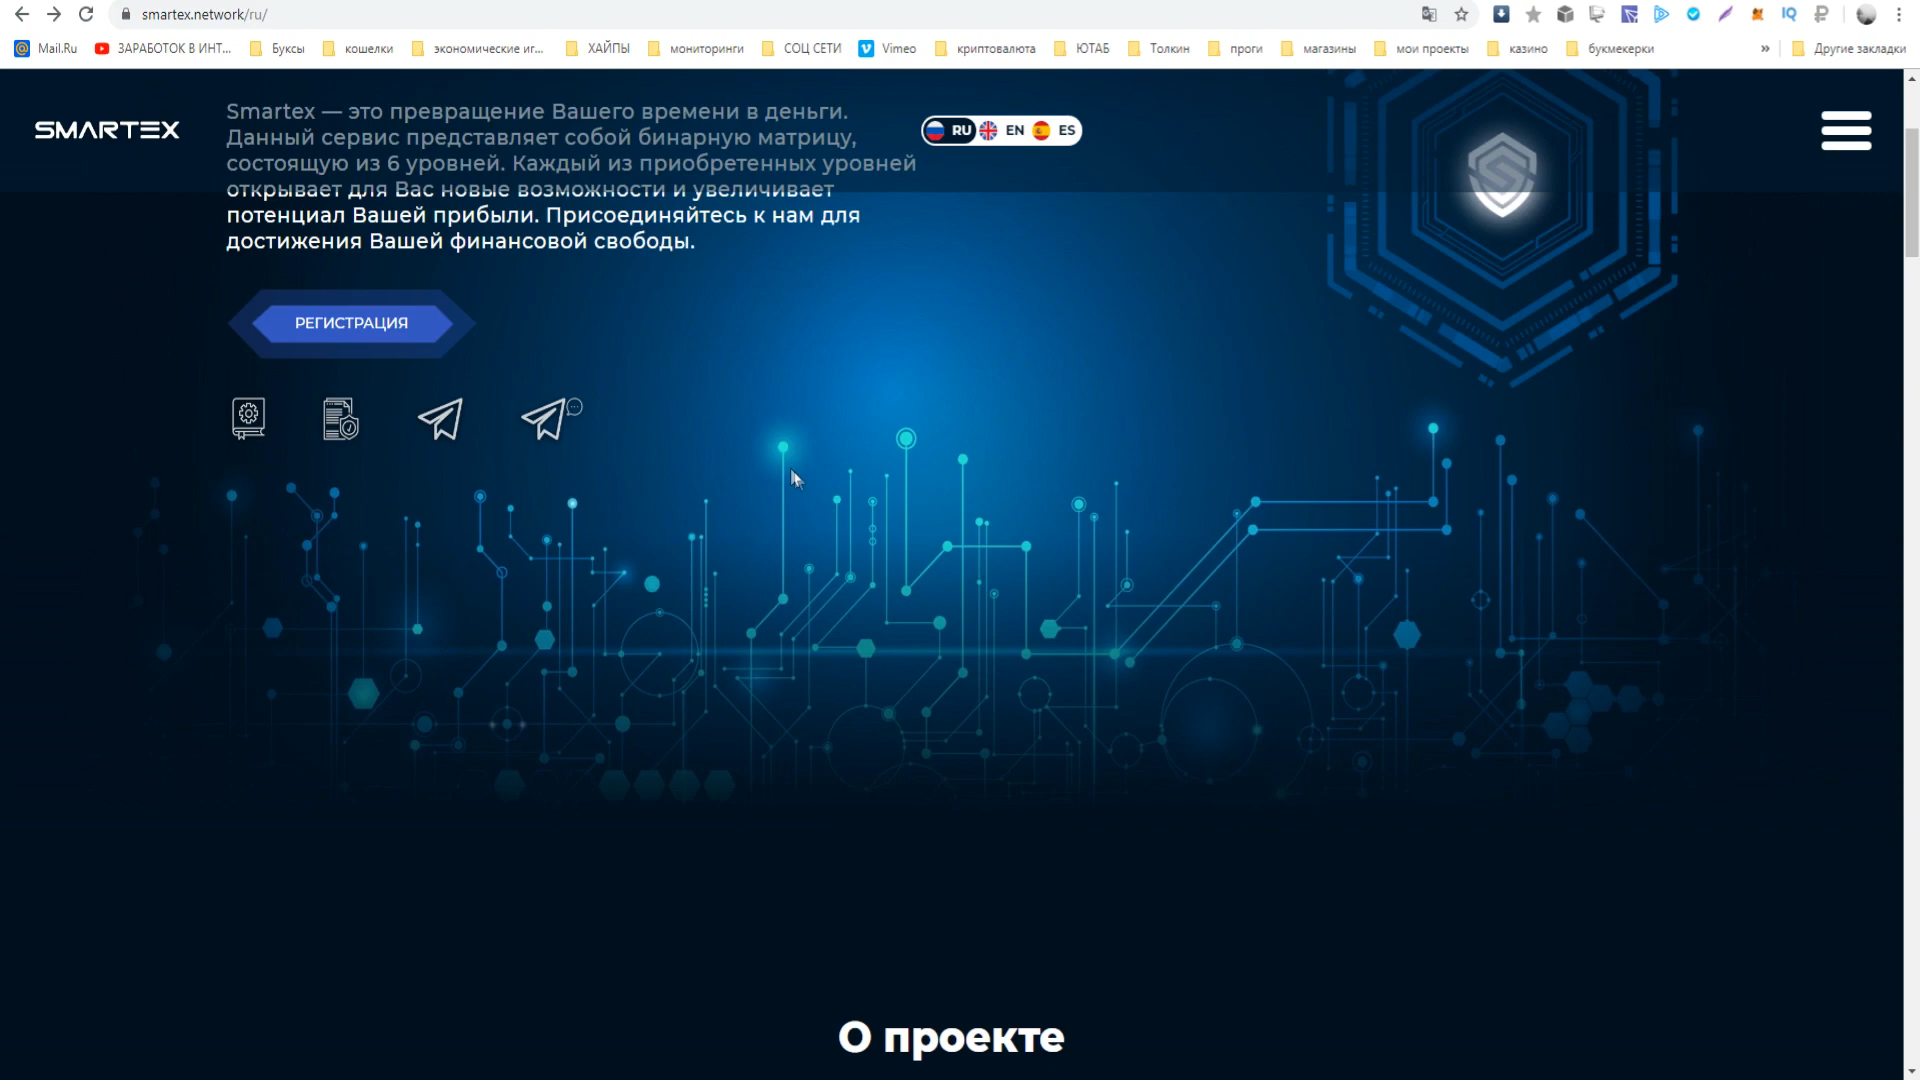 smartex.network/ru/
Mail.Ru
ЗАРАБОТОК В ИНТ...
Буксы
кошелки
экономические иг...
ХАЙПЫ
мониторинги
СОЦ СЕТИ
Vimeo
криптовалюта
ЮТАБ
Толкин
проги
магазины
мои проекты
казино
букмекерки
»
Другие закладки
SMARTEX
Smartex — это превращение Вашего времени в деньги.
Данный сервис представляет собой бинарную матрицу,
состоящую из 6 уровней. Каждый из приобретенных уровней
открывает для Вас новые возможности и увеличивает
потенциал Вашей прибыли. Присоединяйтесь к нам для
достижения Вашей финансовой свободы.
RU EN ES
РЕГИСТРАЦИЯ
О проекте